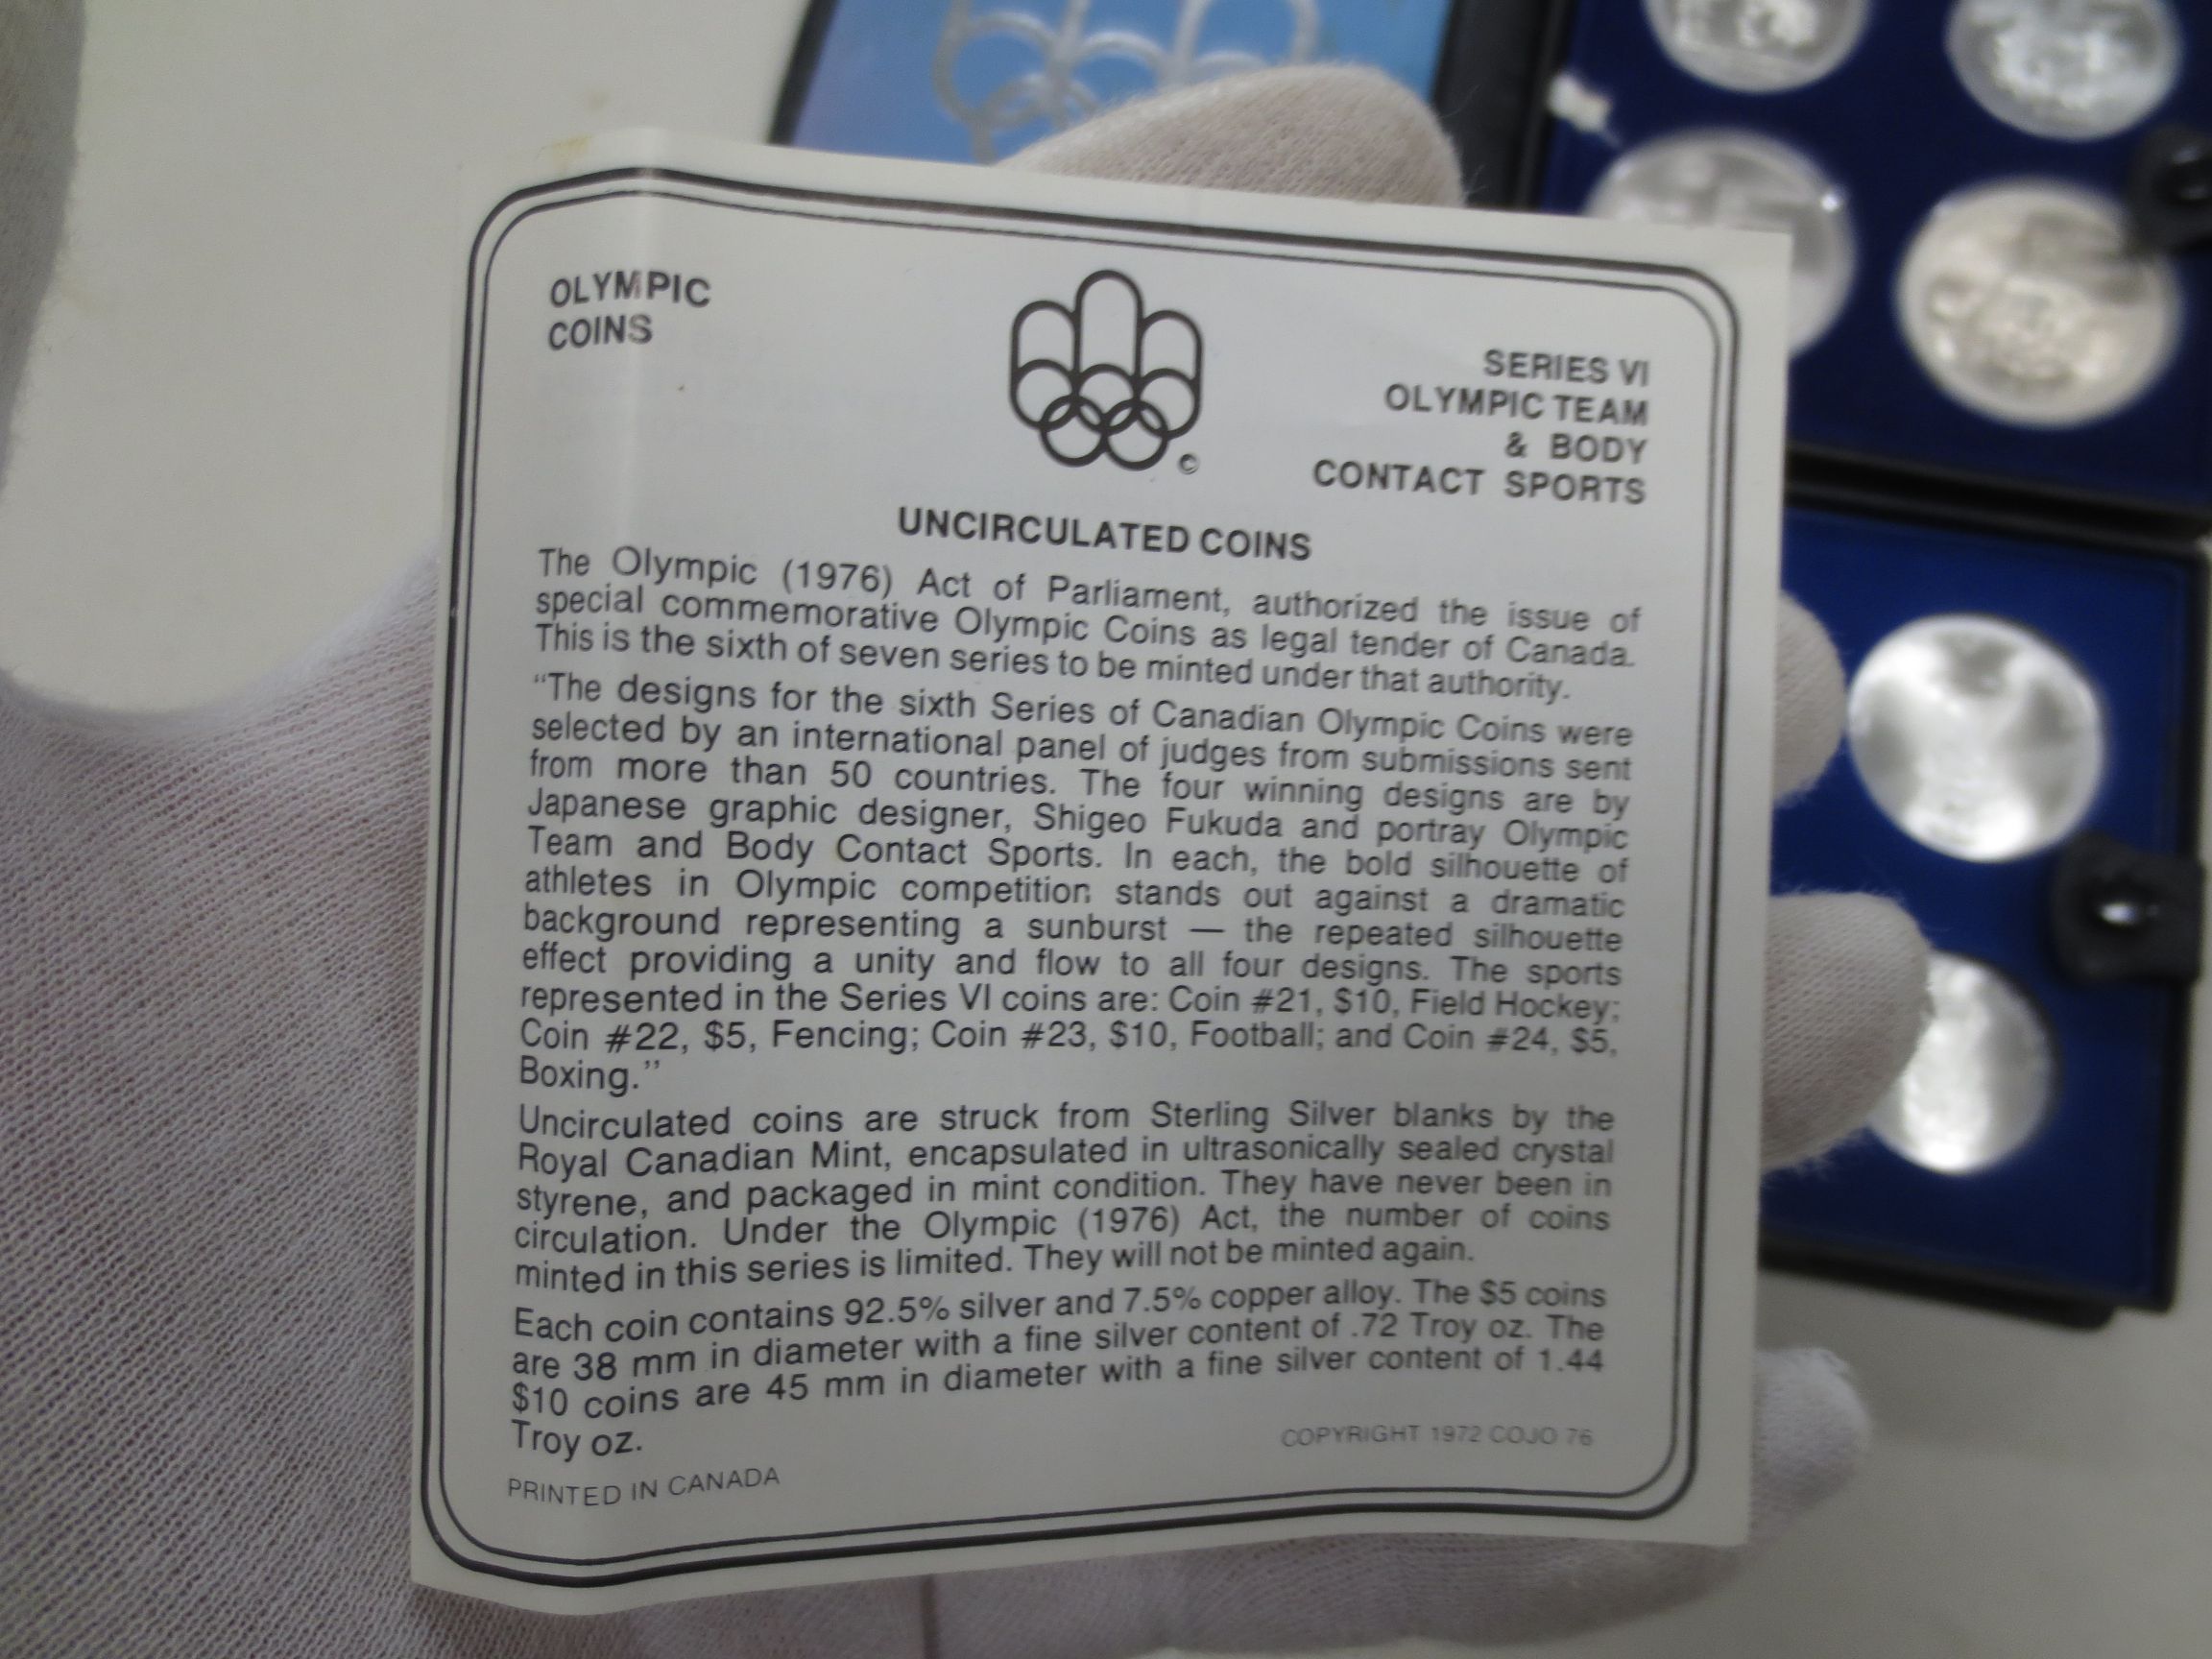 OLYMPIC
COINS
©
SERIES VI
OLYMPIC TEAM
& BODY
CONTACT SPORTS
UNCIRCULATED COINS
The Olympic (1976) Act of Parliament, authorized the issue of
special commemorative Olympic Coins as legal tender of Canada.
This is the sixth of seven series to be minted under that authority.
“The designs for the sixth Series of Canadian Olympic Coins were
selected by an international panel of judges from submissions sent
from more than 50 countries. The four winning designs are by
Japanese graphic designer, Shigeo Fukuda and portray Olympic
Team and Body Contact Sports. In each, the bold silhouette of
athletes in Olympic competition stands out against a dramatic
background representing a sunburst — the repeated silhouette
effect providing a unity and flow to all four designs. The sports
represented in the Series VI coins are: Coin #21, $10, Field Hockey;
Coin #22, $5, Fencing; Coin #23, $10, Football; and Coin #24, $5,
Boxing.”
Uncirculated coins are struck from Sterling Silver blanks by the
Royal Canadian Mint, encapsulated in ultrasonically sealed crystal
styrene, and packaged in mint condition. They have never been in
circulation. Under the Olympic (1976) Act, the number of coins
minted in this series is limited. They will not be minted again.
Each coin contains 92.5% silver and 7.5% copper alloy. The $5 coins
are 38 mm in diameter with a fine silver content of .72 Troy oz. The
$10 coins are 45 mm in diameter with a fine silver content of 1.44
Troy oz.
COPYRIGHT 1972 COJO 76
PRINTED IN CANADA